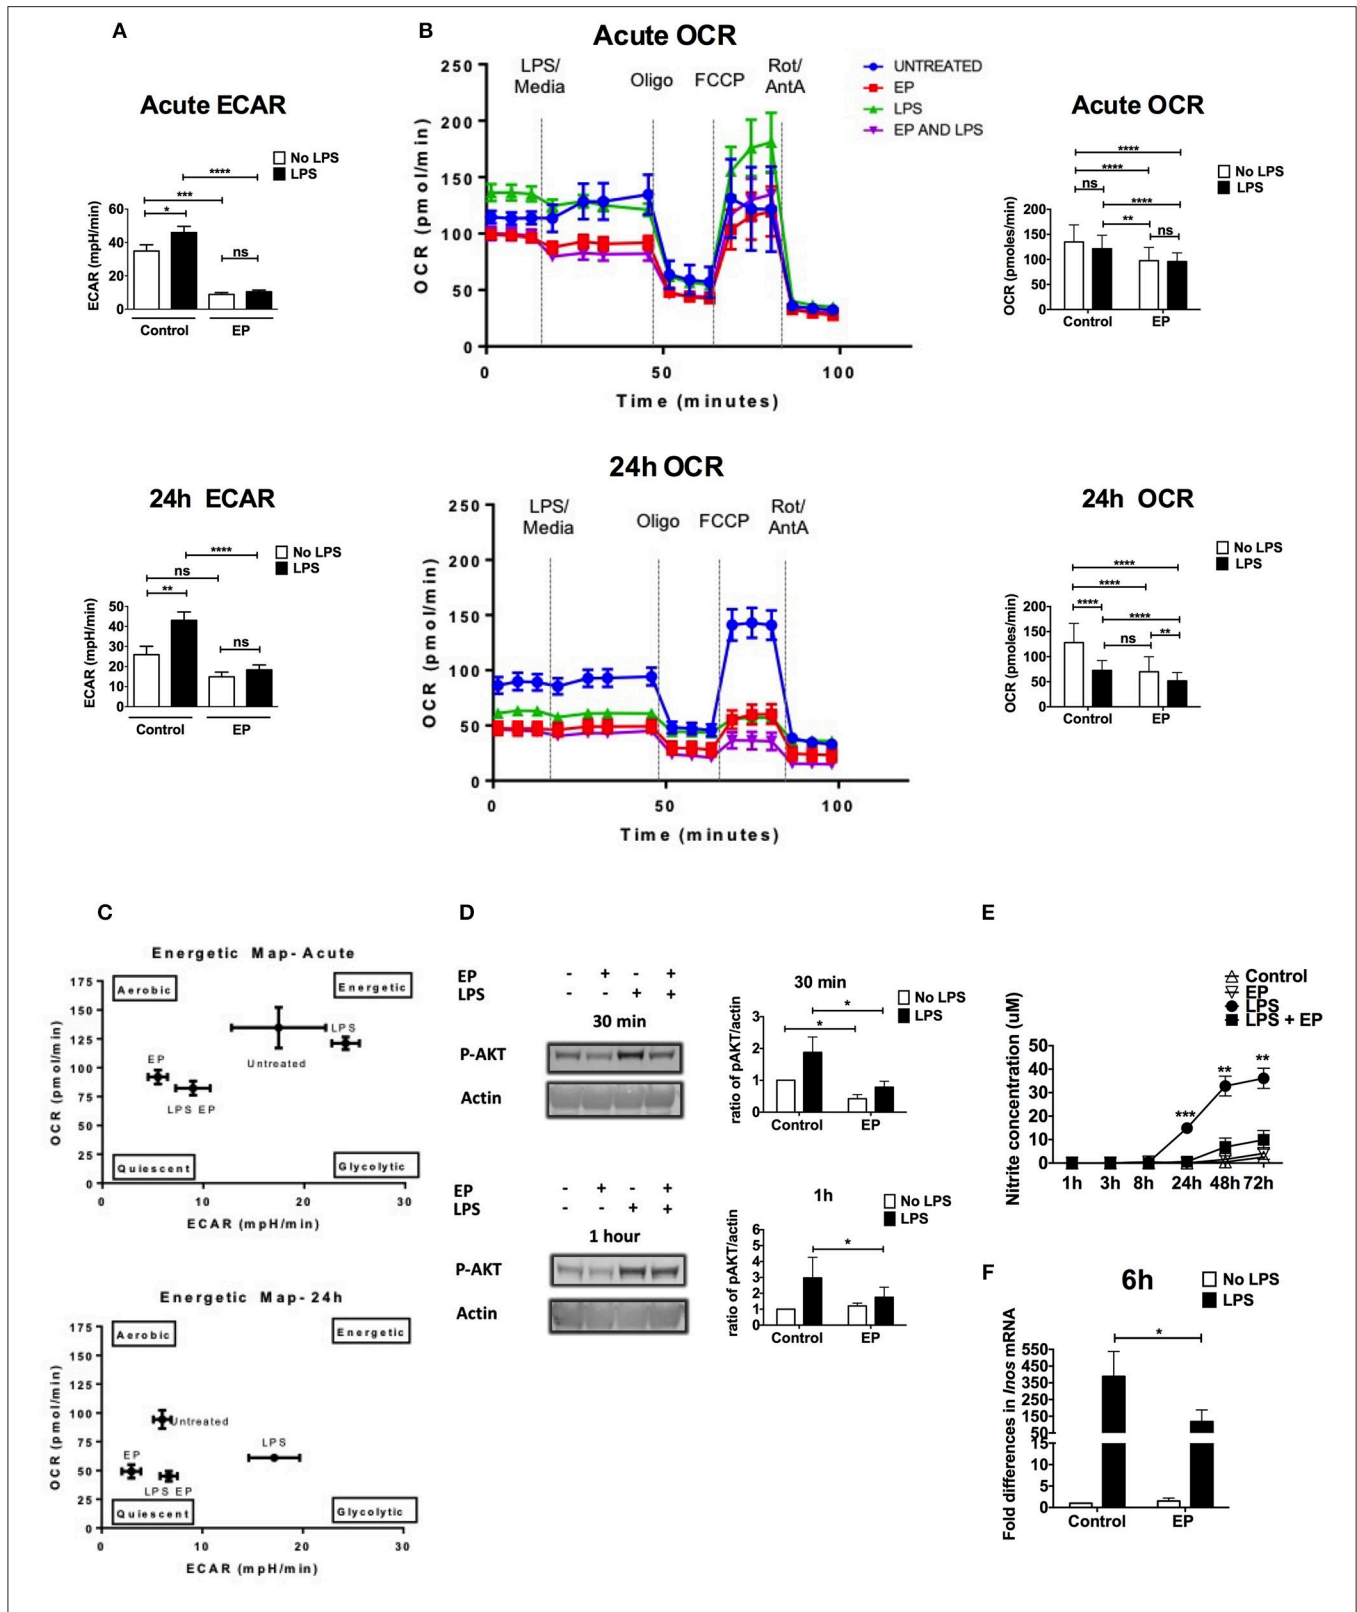 A
Acute ECAR
No LPS
LPS
****
***
*
ns
ECAR (mpH/min)
60
40
20
0
Control
EP
24h ECAR
No LPS
LPS
****
ns
**
ns
ECAR (mpH/min)
50
40
30
20
10
0
Control
EP
B
Acute OCR
LPS/
Media
Oligo
FCCP
Rot/
AntA
UNTREATED
EP
LPS
EP AND LPS
OCR (pmol/min)
250
200
150
100
50
0
0
50
100
Time (minutes)
Acute OCR
No LPS
LPS
****
****
ns
****
**
ns
OCR (pmoles/min)
200
150
100
50
0
Control
EP
24h OCR
LPS/
Media
Oligo
FCCP
Rot/
AntA
OCR (pmol/min)
250
200
150
100
50
0
0
50
100
Time (minutes)
24h OCR
No LPS
LPS
****
****
****
****
ns
**
OCR (pmoles/min)
200
150
100
50
0
Control
EP
C
Energetic Map-Acute
Aerobic
Energetic
LPS
Untreated
EP
LPS EP
Quiescent
Glycolytic
OCR (pmol/min)
175
150
125
100
75
50
25
0
0
10
20
30
ECAR (mpH/min)
Energetic Map-24h
Aerobic
Energetic
Untreated
LPS
EP
LPS EP
Quiescent
Glycolytic
OCR (pmol/min)
175
150
125
100
75
50
25
0
0
10
20
30
ECAR (mpH/min)
D
EP - + - +
LPS - - + +
30 min
P-AKT
Actin
30 min
No LPS
LPS
*
*
ratio of pAKT/actin
3
2
1
0
Control
EP
EP - + - +
LPS - - + +
1 hour
P-AKT
Actin
1h
No LPS
LPS
*
ratio of pAKT/actin
6
5
4
3
2
1
0
Control
EP
E
Control
EP
LPS
LPS + EP
Nitrite concentration (uM)
50
40
30
20
10
0
***
**
**
1h
3h
8h
24h
48h
72h
F
6h
No LPS
LPS
*
Fold differences in Inos mRNA
550
450
350
250
150
50
15
10
5
0
Control
EP